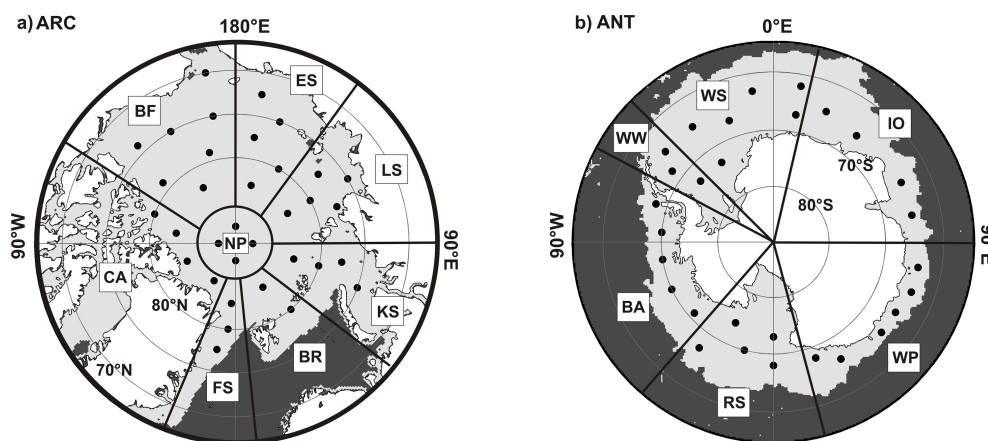 a) ARC
180°E
b) ANT
0°E
ES
BF
WS
IO
WW
LS
70°S
80°S
90°W
NP
90°E
90°W
90
E
CA
80°N
KS
BA
70°N
BR
WP
FS
RS